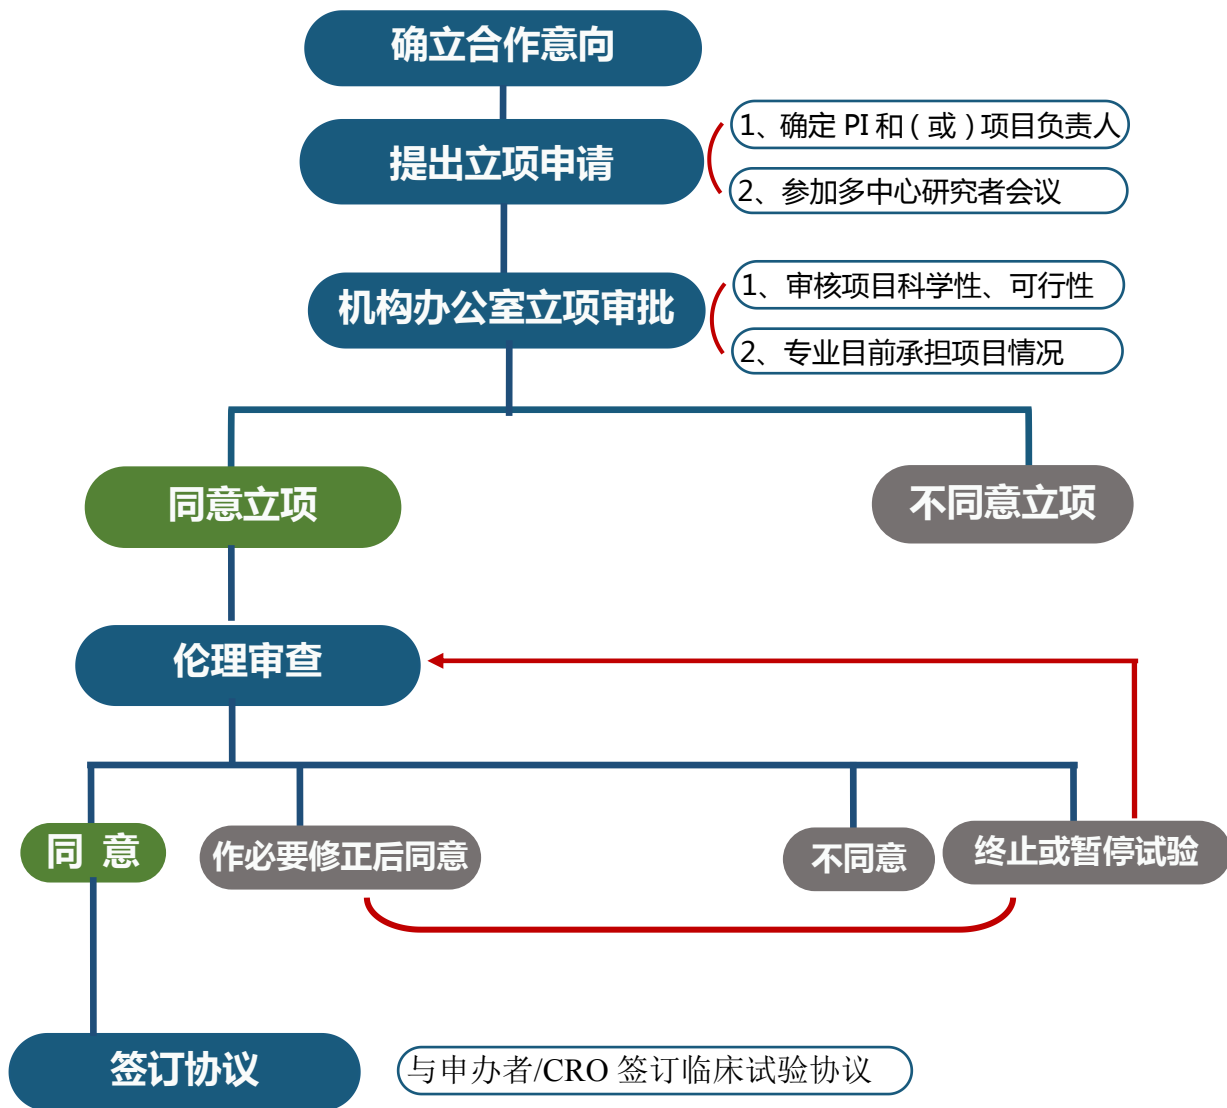 确立合作意向
提出立项申请
1、确定 PI 和（或）项目负责人
2、参加多中心研究者会议
机构办公室立项审批
1、审核项目科学性、可行性
2、专业目前承担项目情况
同意立项
不同意立项
伦理审查
同 意
作必要修正后同意
不同意
终止或暂停试验
签订协议
与申办者/CRO 签订临床试验协议